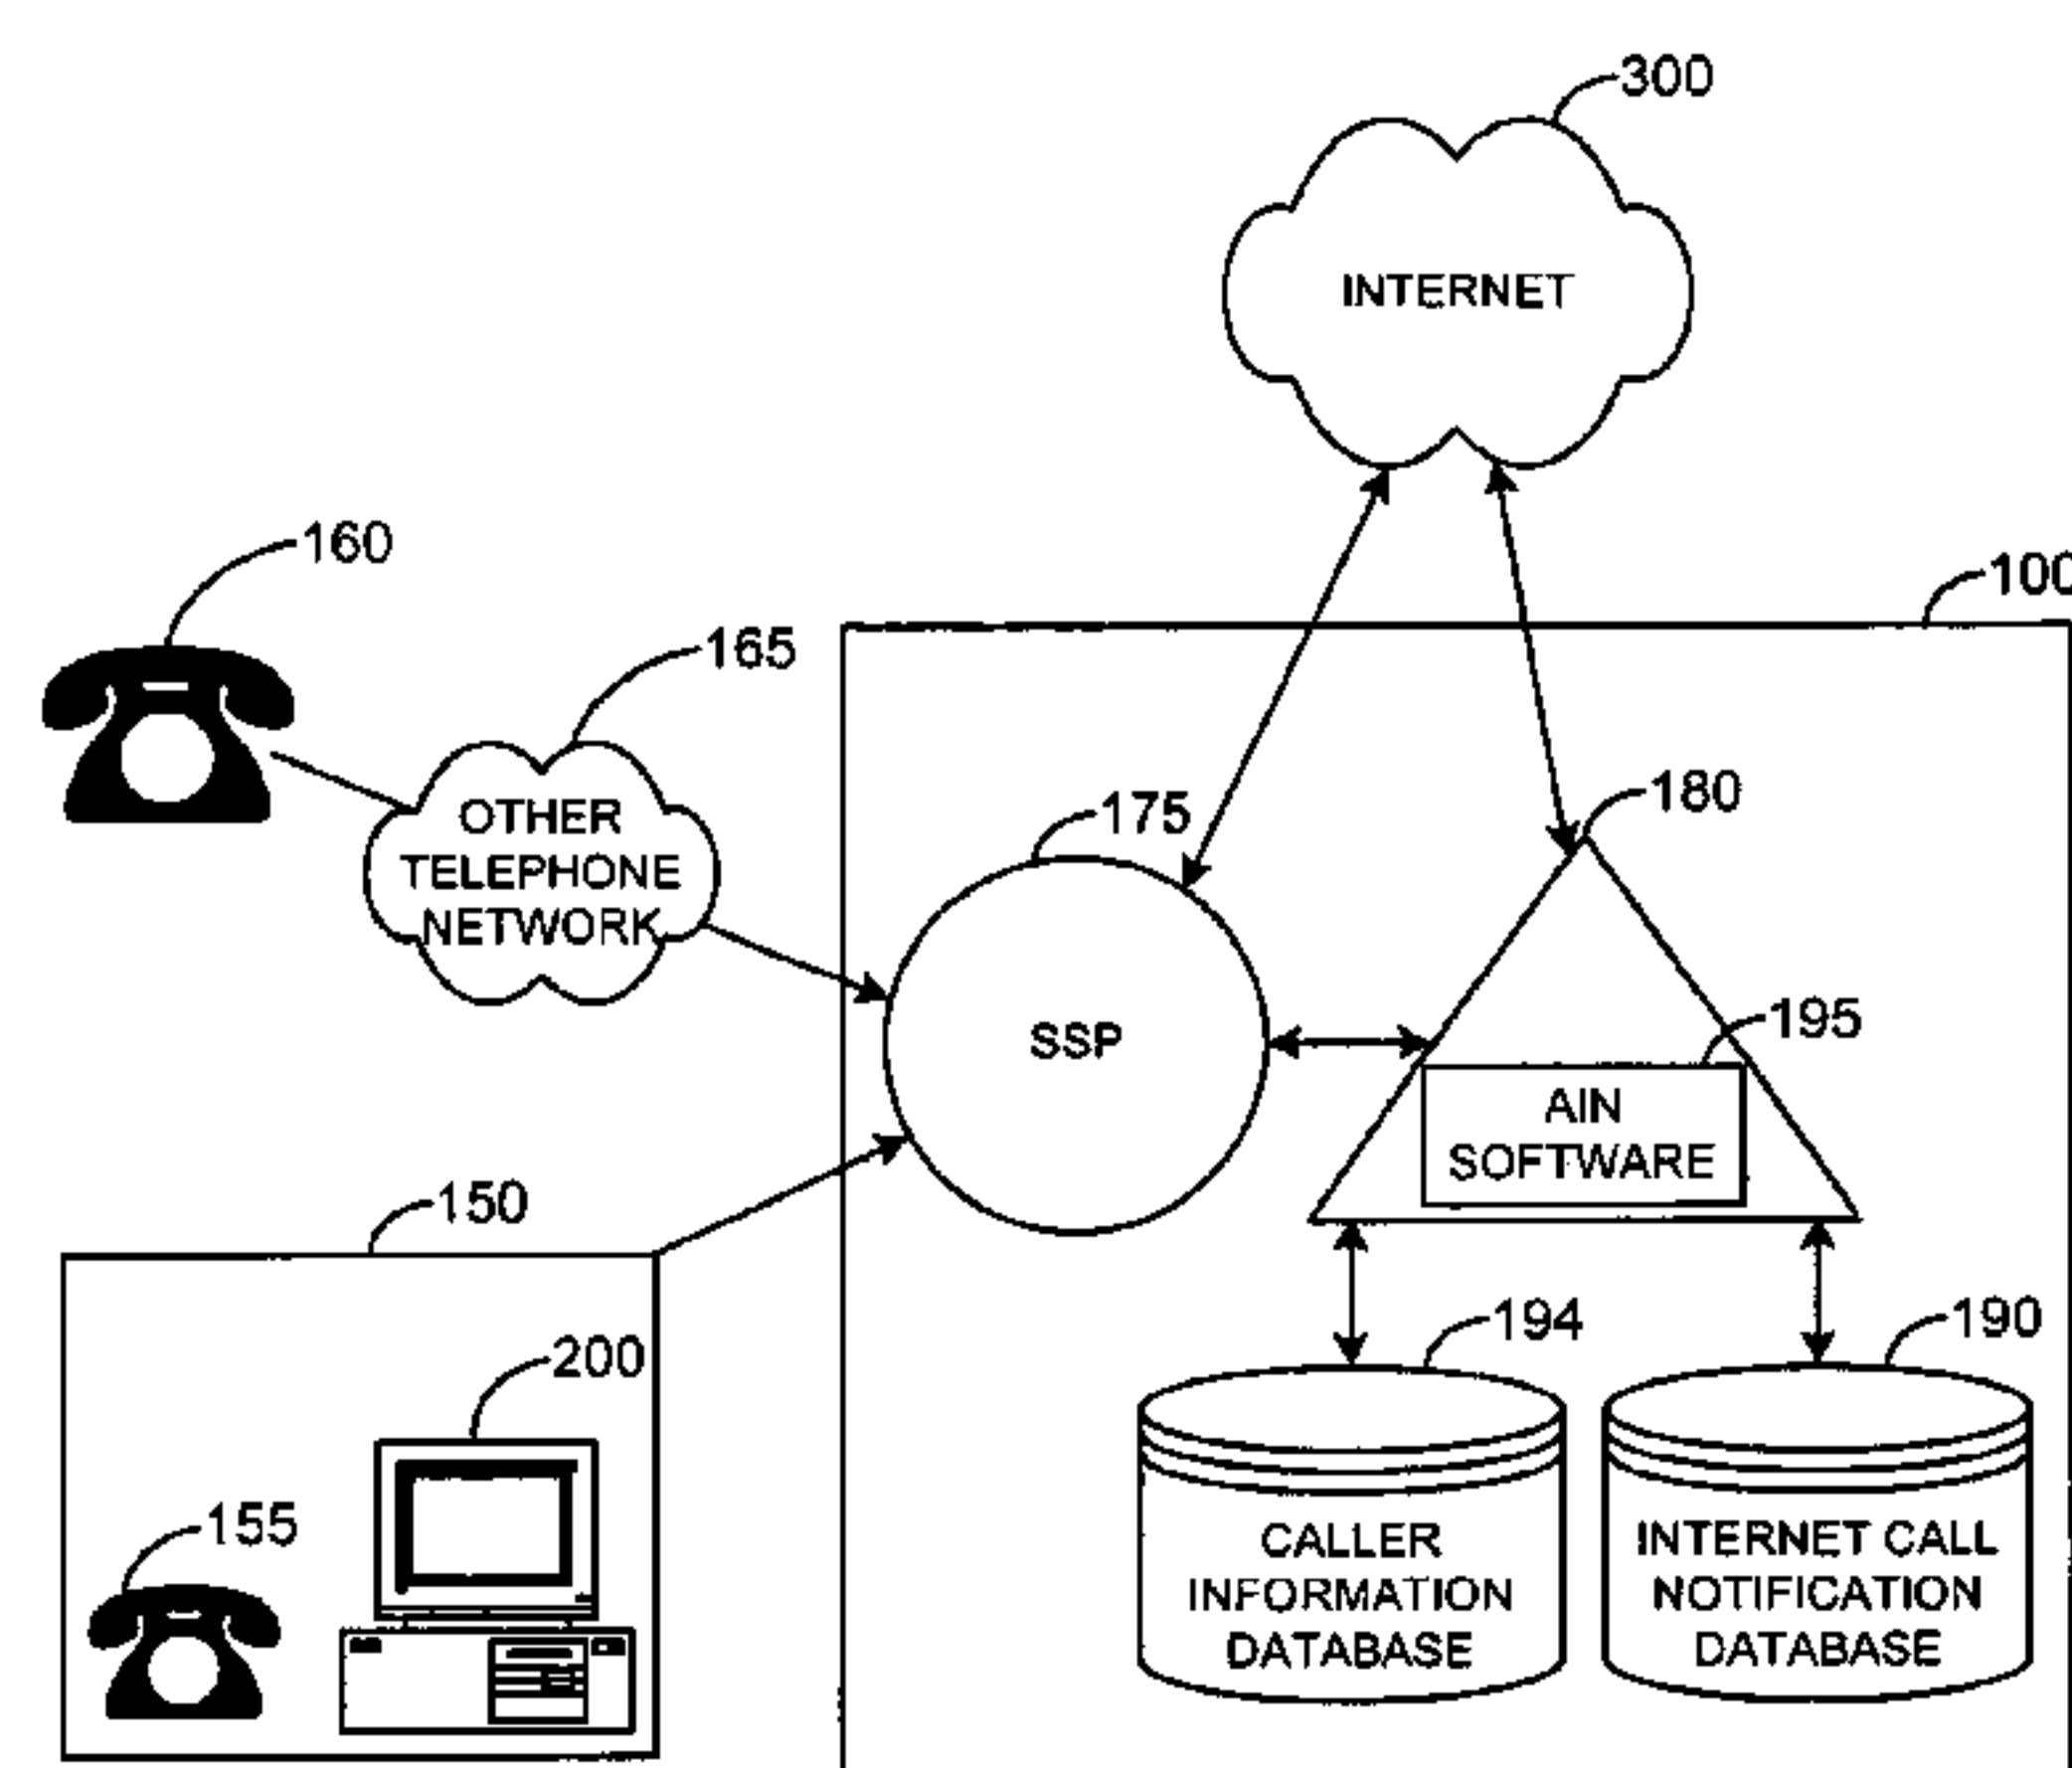 300
INTERNET
160
100
165
OTHER
TELEPHONE
NETWORK
175
180
SSP
195
AIN
SOFTWARE
150
200
155
194
190
CALLER
INFORMATION
DATABASE
INTERNET CALL
NOTIFICATION
DATABASE